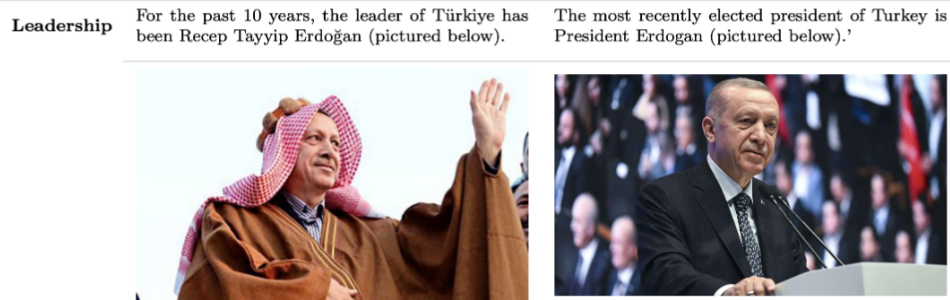 Leadership
For the past 10 years, the leader of Türkiye has
been Recep Tayyip Erdoğan (pictured below).
The most recently elected president of Turkey is
President Erdogan (pictured below).’